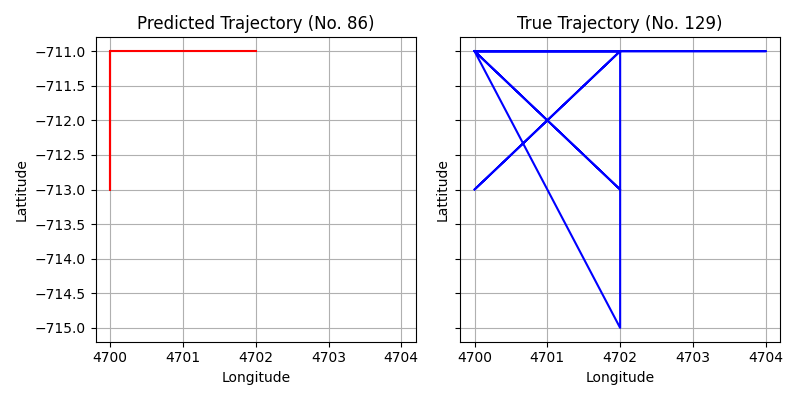 Predicted Trajectory (No. 86)
True Trajectory (No. 129)
−711.0
−711.5
−712.0
−712.5
−713.0
−713.5
−714.0
−714.5
−715.0
Lattitude
Lattitude
4700 4701 4702 4703 4704
4700 4701 4702 4703 4704
Longitude
Longitude